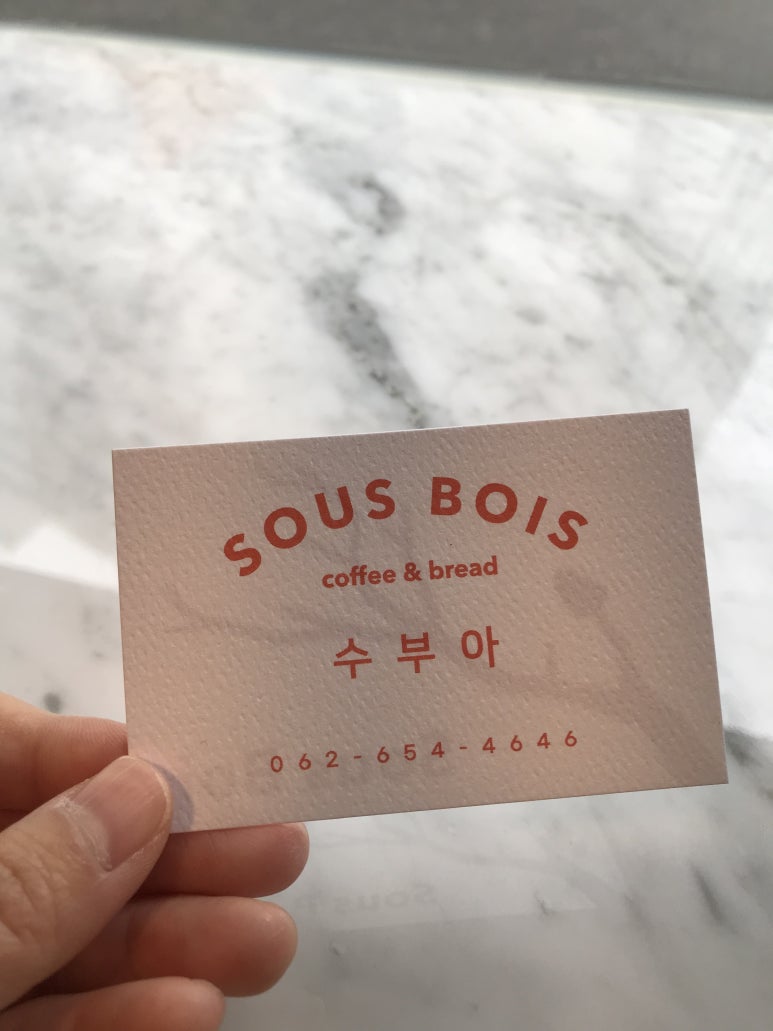 SOUS BOIS
coffee & bread
수부아
062-654-4646